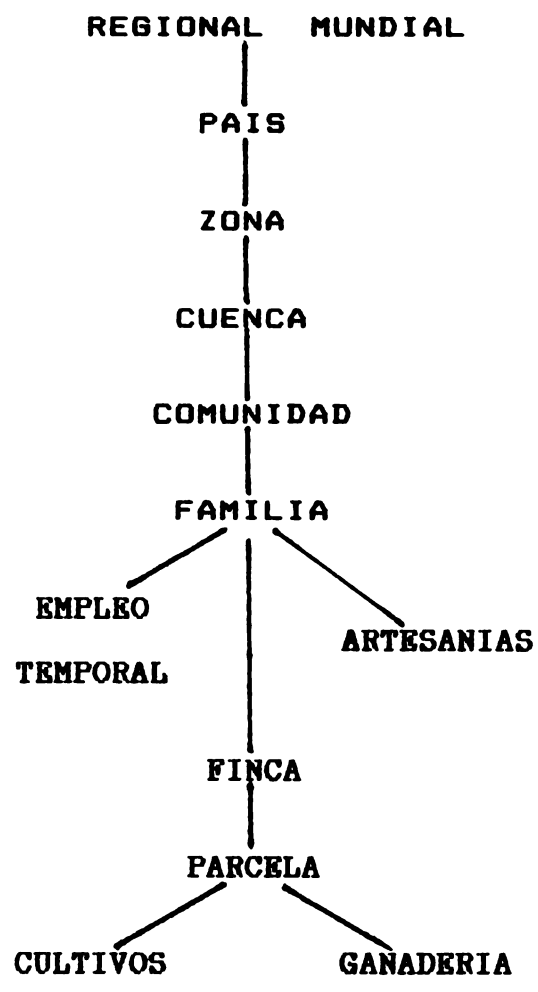 REGIONAL MUNDIAL
PAIS
ZONA
CUENCA
COMUNIDAD
FAMILIA
EMPLEO
TEMPORAL
ARTESANIAS
FINCA
PARCELA
CULTIVOS GANADERIA